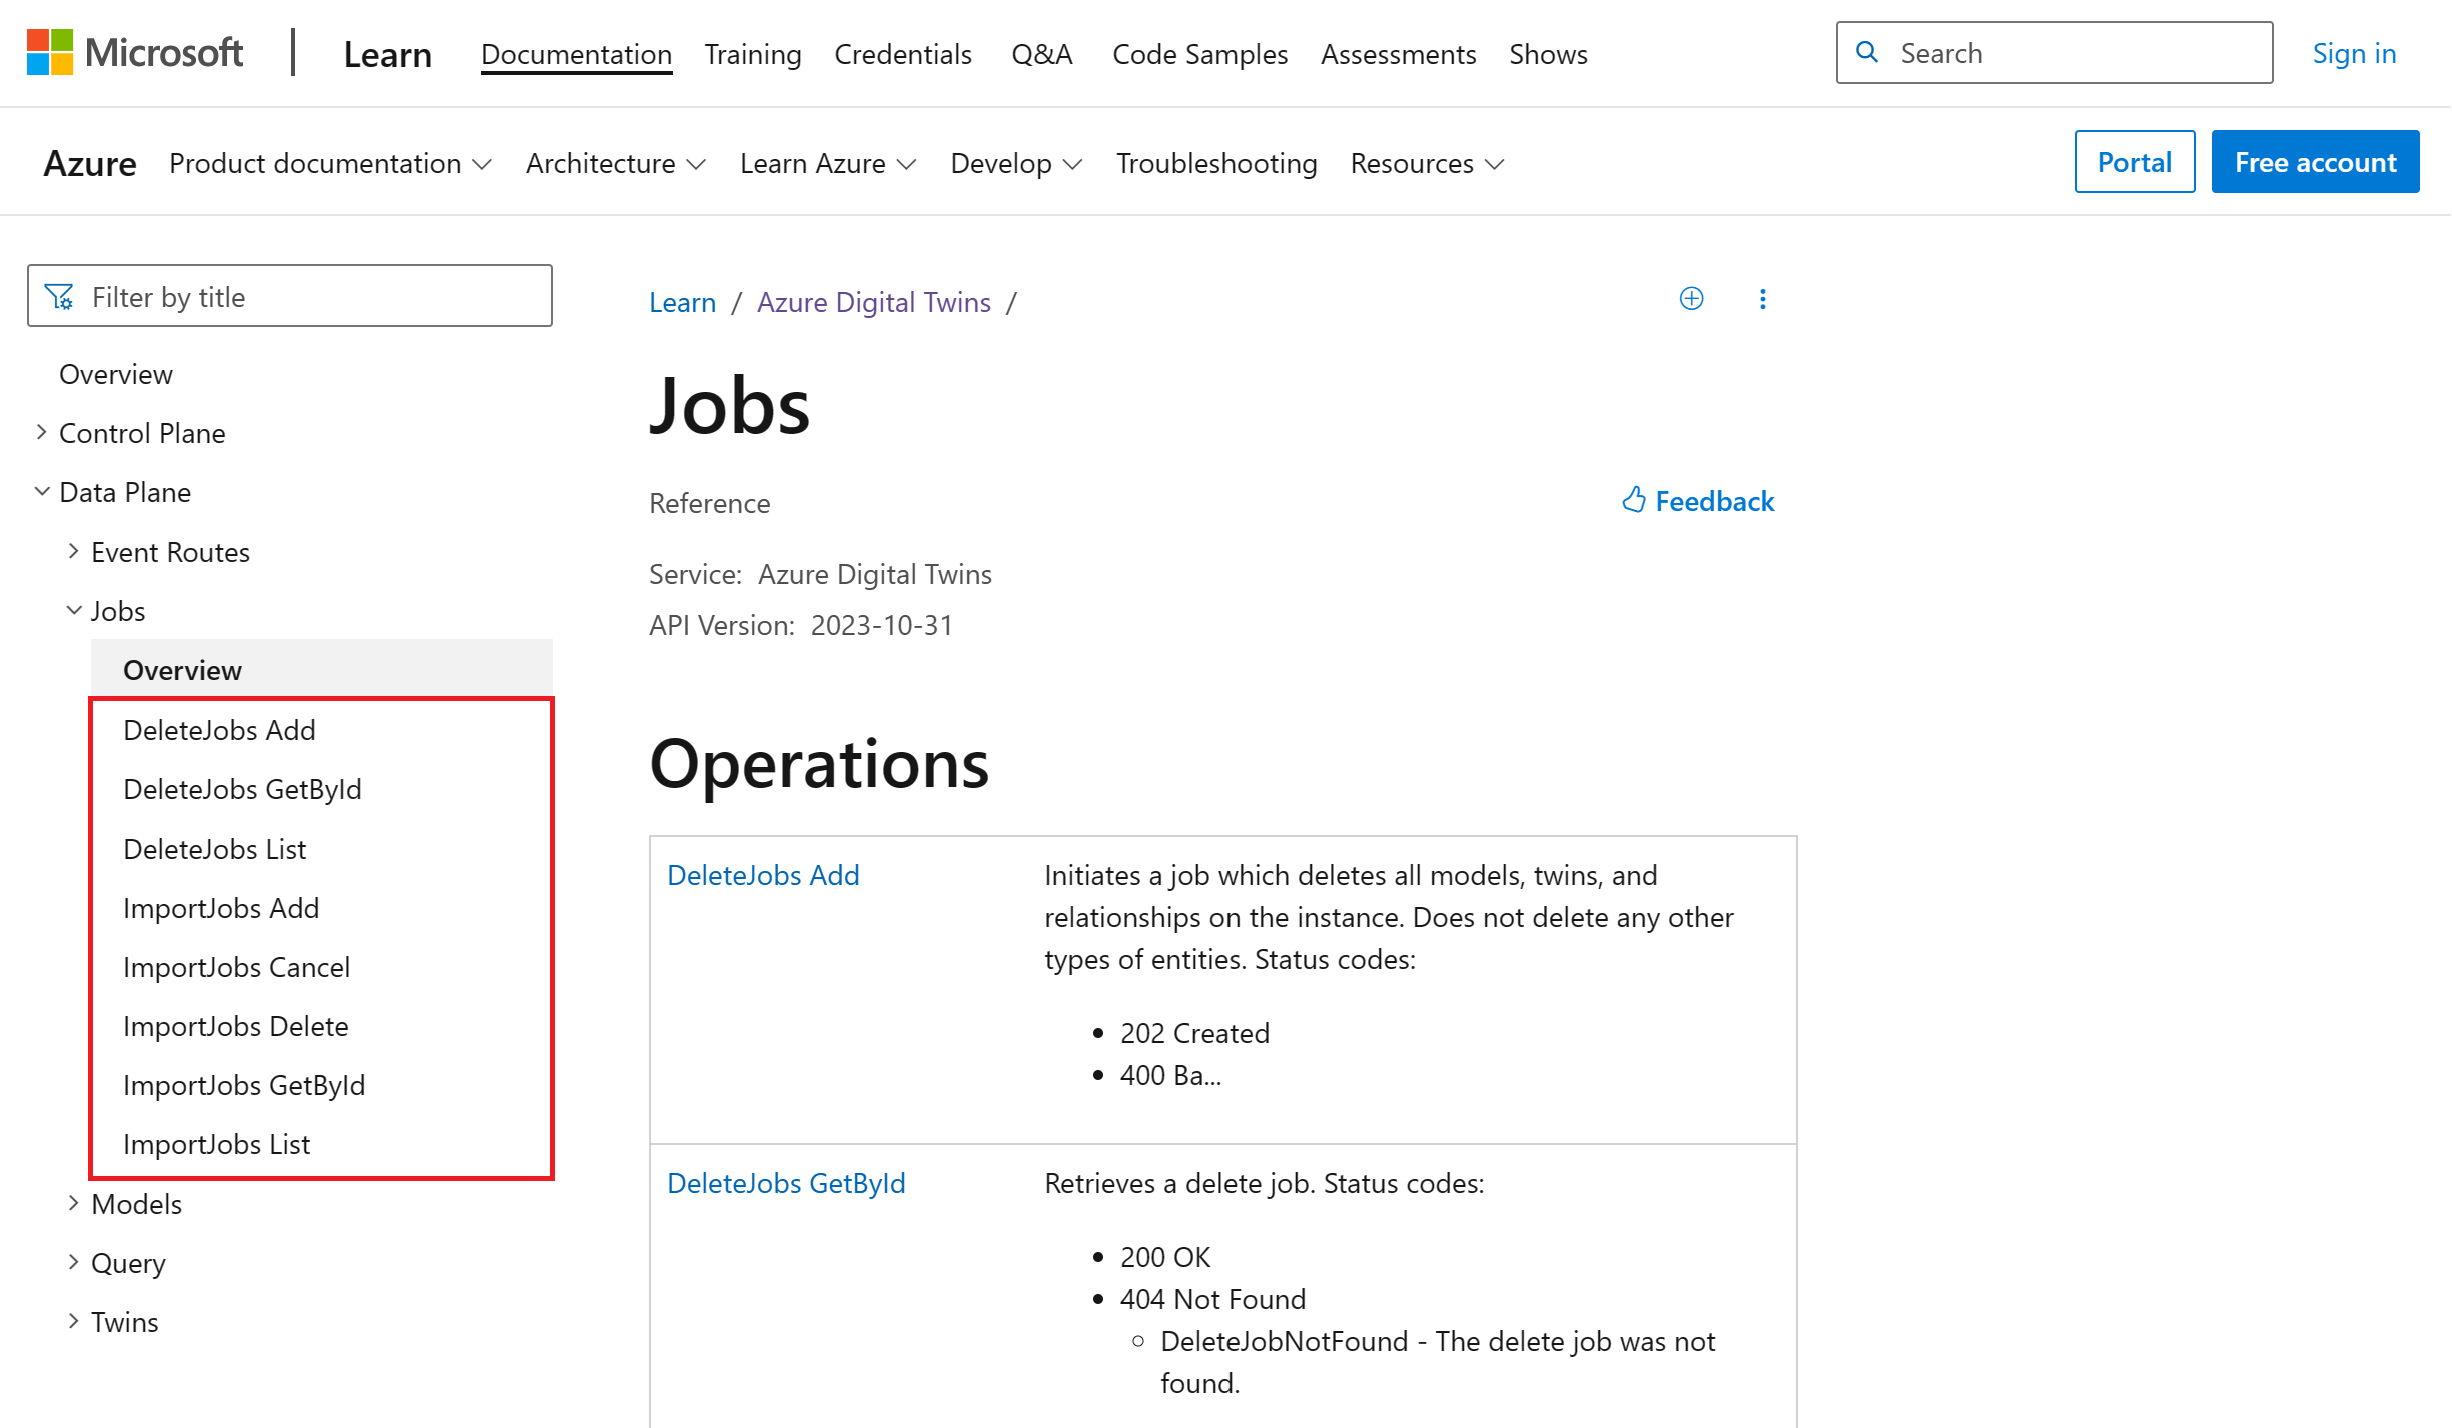 Microsoft | Learn Documentation Training Credentials Q&A Code Samples Assessments Shows Search Sign in
Azure Product documentation Architecture Learn Azure Develop Troubleshooting Resources Portal Free account
Filter by title
Overview
Control Plane
Data Plane
Event Routes
Jobs
Overview
DeleteJobs Add
DeleteJobs GetById
DeleteJobs List
ImportJobs Add
ImportJobs Cancel
ImportJobs Delete
ImportJobs GetById
ImportJobs List
Models
Query
Twins
Learn / Azure Digital Twins /
Jobs
Reference
Feedback
Service: Azure Digital Twins
API Version: 2023-10-31
Operations
DeleteJobs Add
Initiates a job which deletes all models, twins, and
relationships on the instance. Does not delete any other
types of entities. Status codes:
• 202 Created
• 400 Ba...
DeleteJobs GetById
Retrieves a delete job. Status codes:
• 200 OK
• 404 Not Found
○ DeleteJobNotFound - The delete job was not
found.